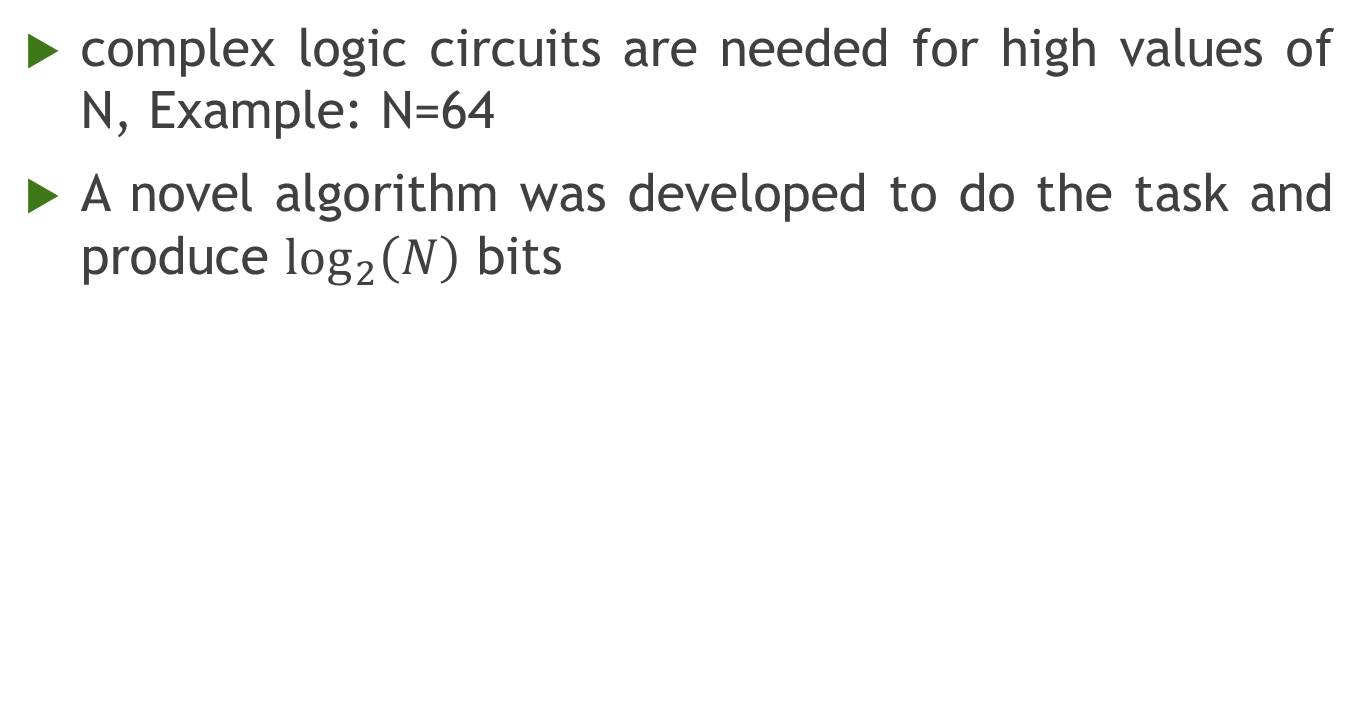 complex logic circuits are needed for high values of
N, Example: N=64
A novel algorithm was developed to do the task and
produce log₂(N) bits